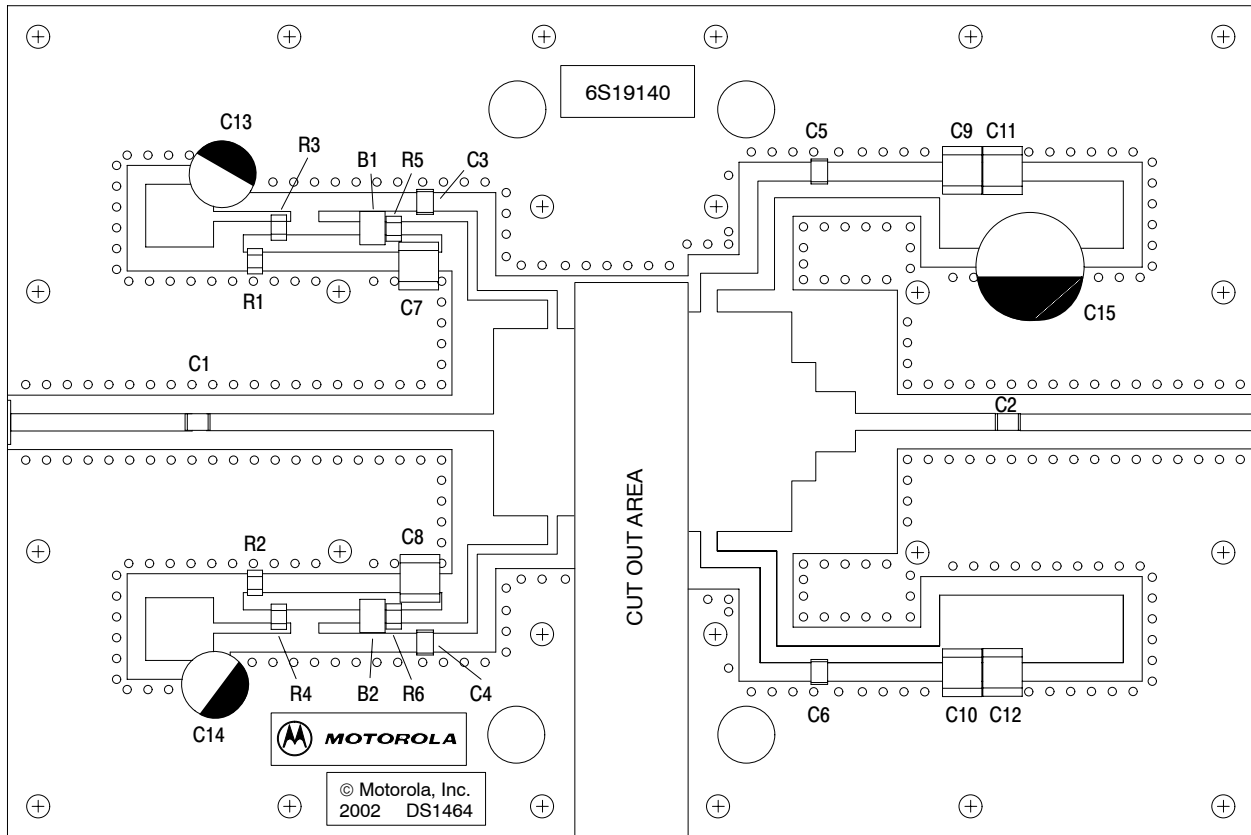 6S19140
C13
R3
B1
R5
C3
C5
C9
C11
R1
C7
C15
C1
C2
CUT OUT AREA
R2
C8
R4
B2
R6
C4
C6
C10
C12
C14
MOTOROLA
© Motorola, Inc.
2002 DS1464